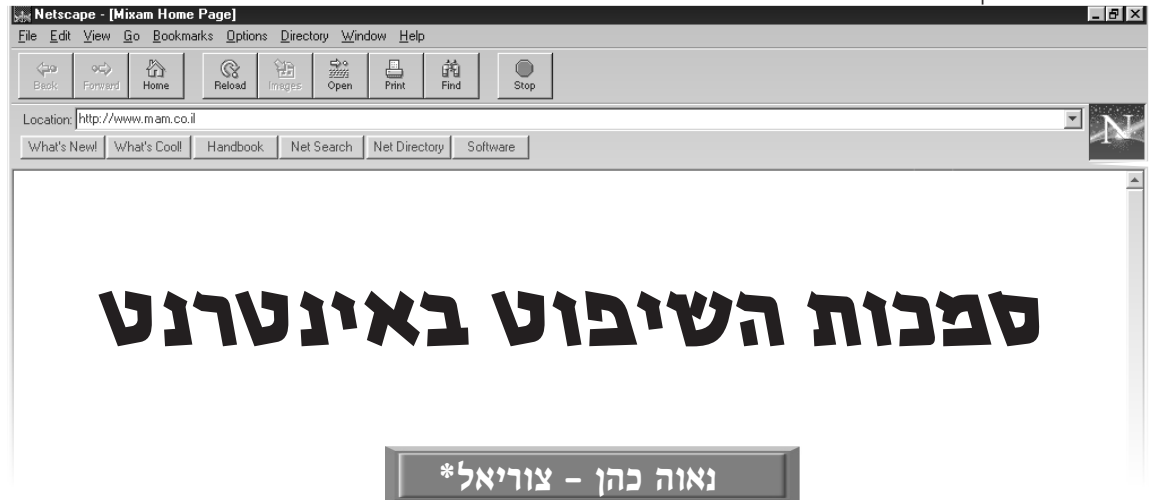 Netscape - [Mixam Home Page]
File Edit View Go Bookmarks Options Directory Window Help
Back Forward Home Reload Images Open Print Find Stop
Location: http://www.mam.co.il
What's New! What's Cool! Handbook Net Search Net Directory Software
N
סמכות השיפוט באינטרנט
נאוה כהן - צוריאל*